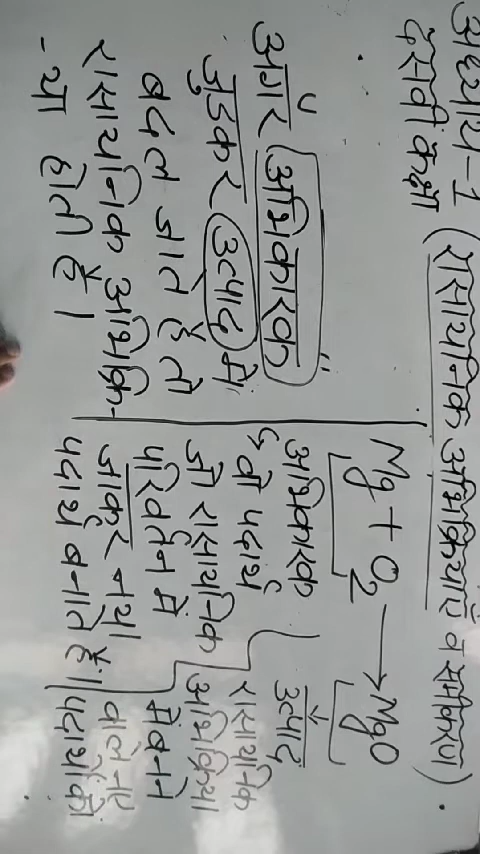 अध्याय-1
दसवीं कक्षा (रासायनिक अभिक्रियाएँ व समीकरण).
अगर (अभिकारक
जुड़कर उत्पाद में
बदल जाते हैं तो
रासायनिक अभिक्रि-
-या होती है।
Mg + O2 → MgO
अभिकारक
वो पदार्थ
जो रासायनिक
परिवर्तन में
जाकर नया
पदार्थ बनाते हैं।
उत्पाद
रासायनिक
अभिक्रिया
में बनने
वाले नए
पदार्थों को